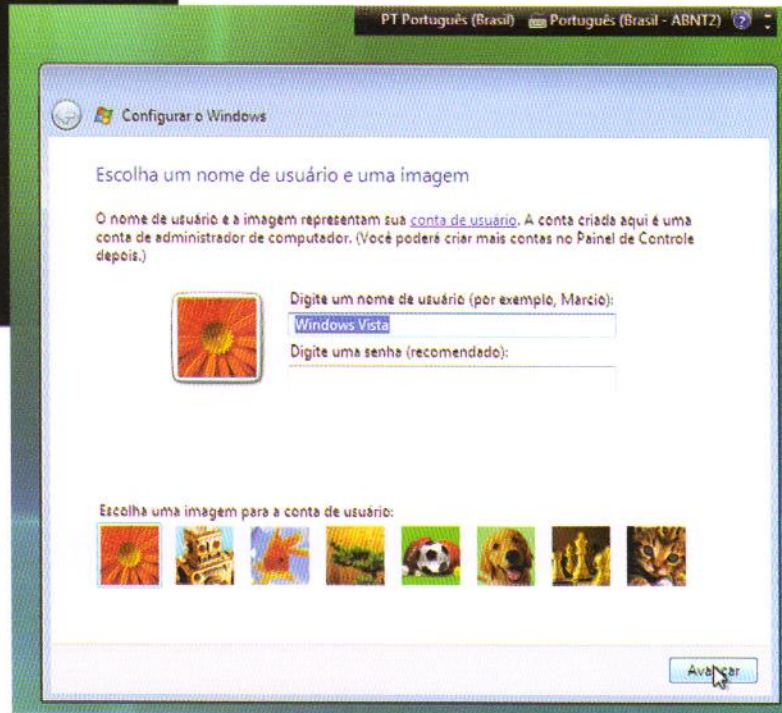 PT Português (Brasil) Português (Brasil - ABNT2) ?
Configurar o Windows
Escolha um nome de usuário e uma imagem
O nome de usuário e a imagem representam sua conta de usuário. A conta criada aqui é uma
conta de administrador de computador. (Você poderá criar mais contas no Painel de Controle
depois.)
Digite um nome de usuário (por exemplo, Marcio):
Windows Vista
Digite uma senha (recomendado):
Escolha uma imagem para a conta de usuário:
Avançar